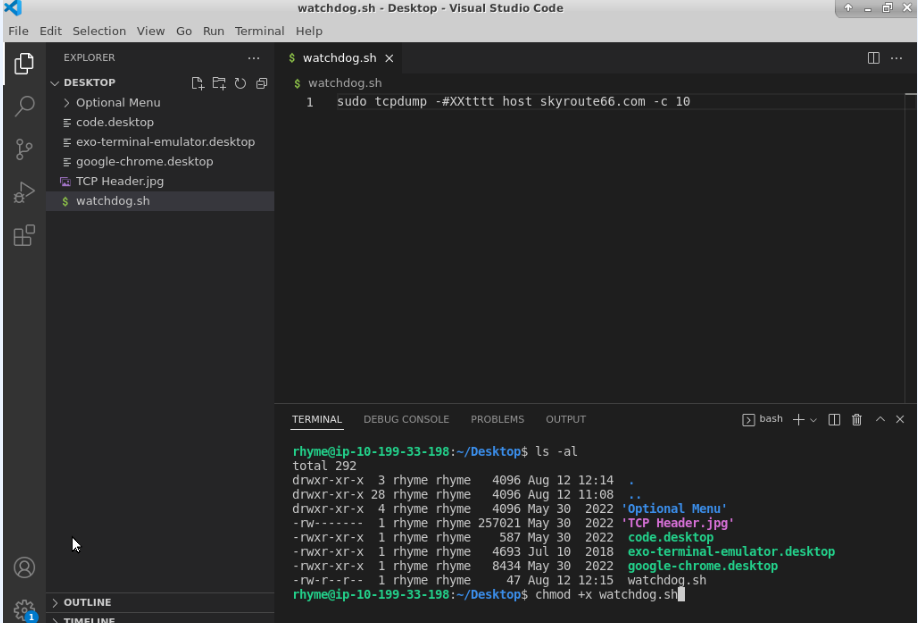 watchdog.sh - Desktop - Visual Studio Code
File Edit Selection View Go Run Terminal Help
EXPLORER
DESKTOP
Optional Menu
code.desktop
exo-terminal-emulator.desktop
google-chrome.desktop
TCP Header.jpg
$ watchdog.sh
OUTLINE
TIMELINE
1
$ watchdog.sh
$ watchdog.sh
1 sudo tcpdump -#XXtttt host skyroute66.com -c 10
TERMINAL DEBUG CONSOLE PROBLEMS OUTPUT bash
rhyme@ip-10-199-33-198:~/Desktop$ ls -al
total 292
drwxr-xr-x  3 rhyme rhyme   4096 Aug 12 12:14  .
drwxr-xr-x 28 rhyme rhyme   4096 Aug 12 11:08  ..
drwxr-xr-x  4 rhyme rhyme   4096 May 30  2022 'Optional Menu'
-rw-------  1 rhyme rhyme 257021 May 30  2022 'TCP Header.jpg'
-rwxr-xr-x  1 rhyme rhyme    587 May 30  2022  code.desktop
-rwxr-xr-x  1 rhyme rhyme   4693 Jul 10  2018  exo-terminal-emulator.desktop
-rwxr-xr-x  1 rhyme rhyme   8434 May 30  2022  google-chrome.desktop
-rw-r--r--  1 rhyme rhyme     47 Aug 12 12:15  watchdog.sh
rhyme@ip-10-199-33-198:~/Desktop$ chmod +x watchdog.sh